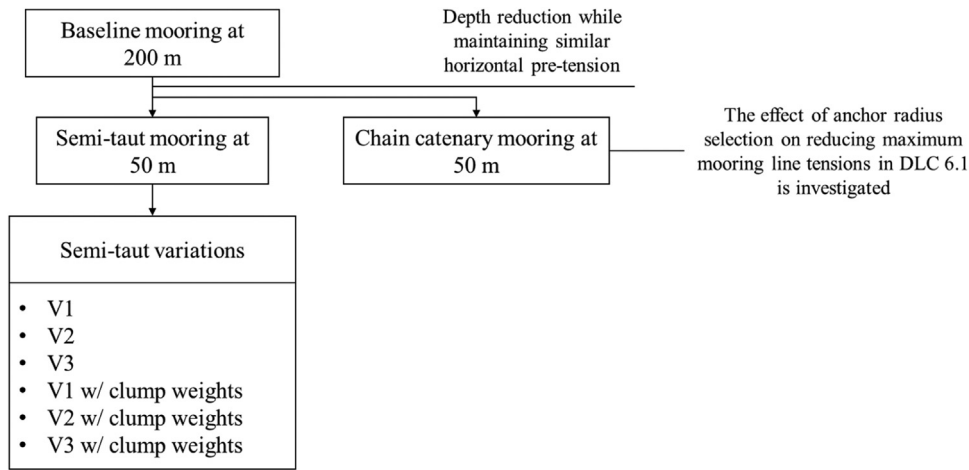 Baseline mooring at
200 m
Depth reduction while
maintaining similar
horizontal pre-tension
Semi-taut mooring at
50 m
Chain catenary mooring at
50 m
The effect of anchor radius
selection on reducing maximum
mooring line tensions in DLC 6.1
is investigated
Semi-taut variations
• V1
• V2
• V3
• V1 w/ clump weights
• V2 w/ clump weights
• V3 w/ clump weights